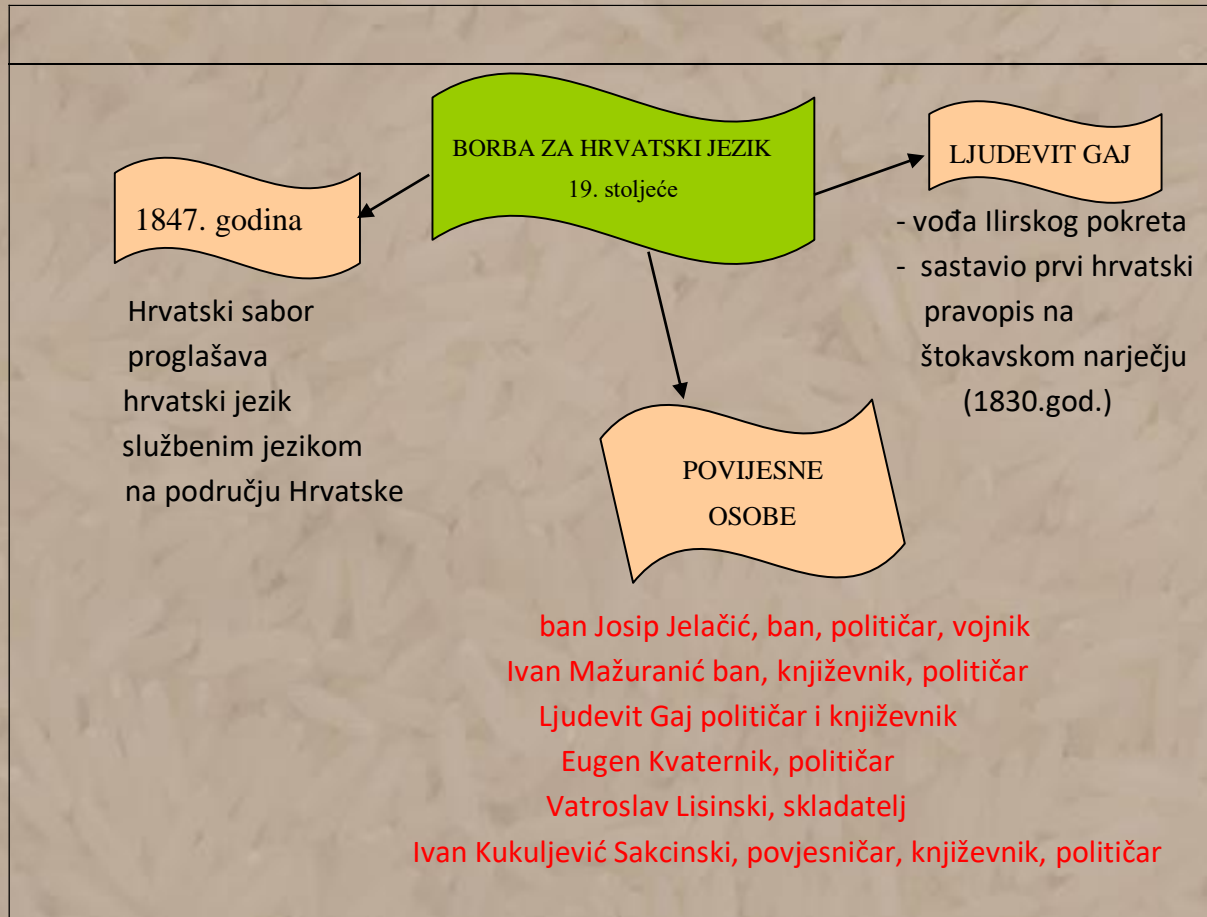 BORBA ZA HRVATSKI JEZIK
19. stoljeće
1847. godina
Hrvatski sabor
proglašava
hrvatski jezik
službenim jezikom
na području Hrvatske
LJUDEVIT GAJ
- vođa Ilirskog pokreta
- sastavio prvi hrvatski
pravopis na
štokavskom narječju
(1830.god.)
POVIJESNE
OSOBE
ban Josip Jelačić, ban, političar, vojnik
Ivan Mažuranić ban, književnik, političar
Ljudevit Gaj političar i književnik
Eugen Kvaternik, političar
Vatroslav Lisinski, skladatelj
Ivan Kukuljević Sakcinski, povjesničar, književnik, političar